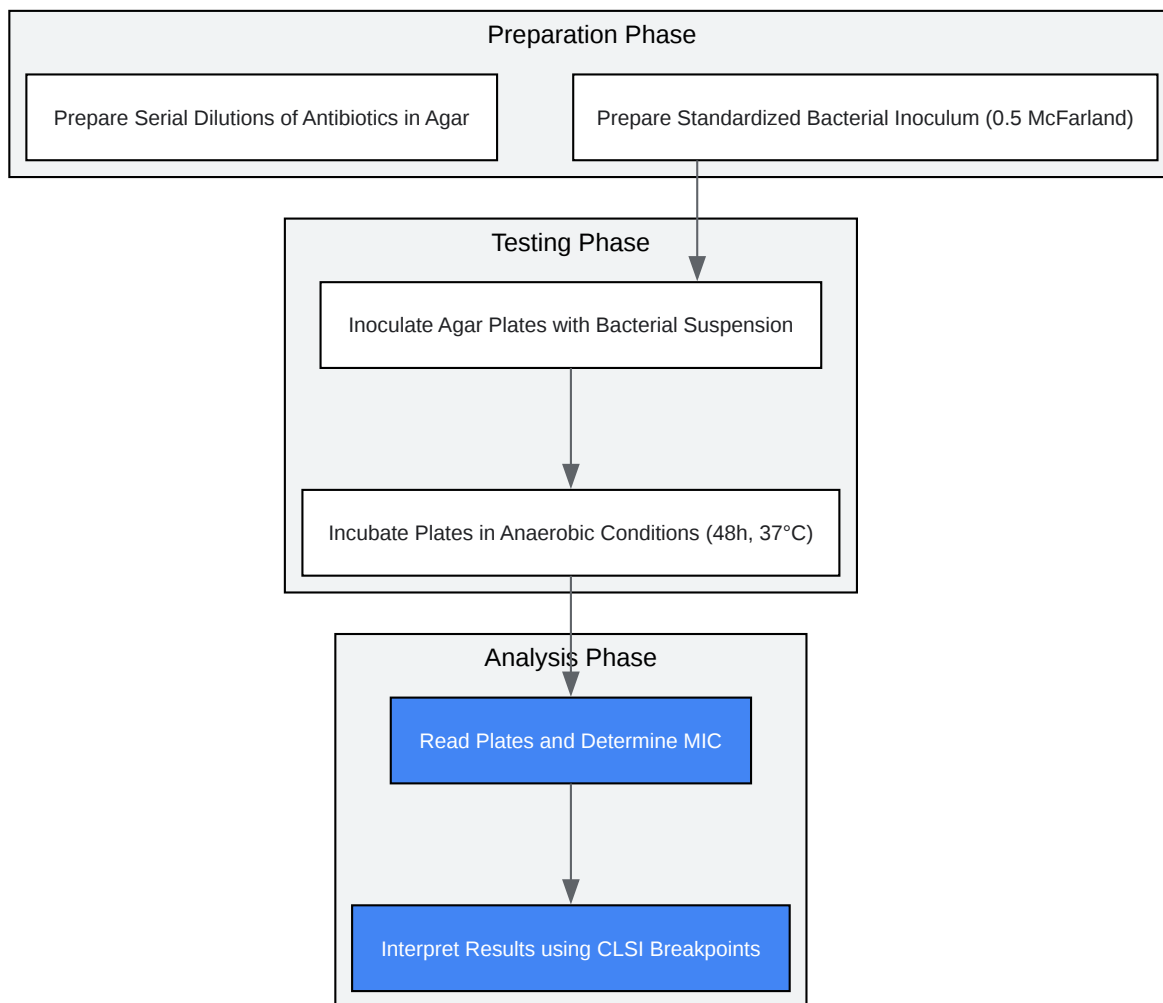 Preparation Phase
Prepare Serial Dilutions of Antibiotics in Agar
Prepare Standardized Bacterial Inoculum (0.5 McFarland)
Testing Phase
Inoculate Agar Plates with Bacterial Suspension
Incubate Plates in Anaerobic Conditions (48h, 37°C)
Analysis Phase
Read Plates and Determine MIC
Interpret Results using CLSI Breakpoints